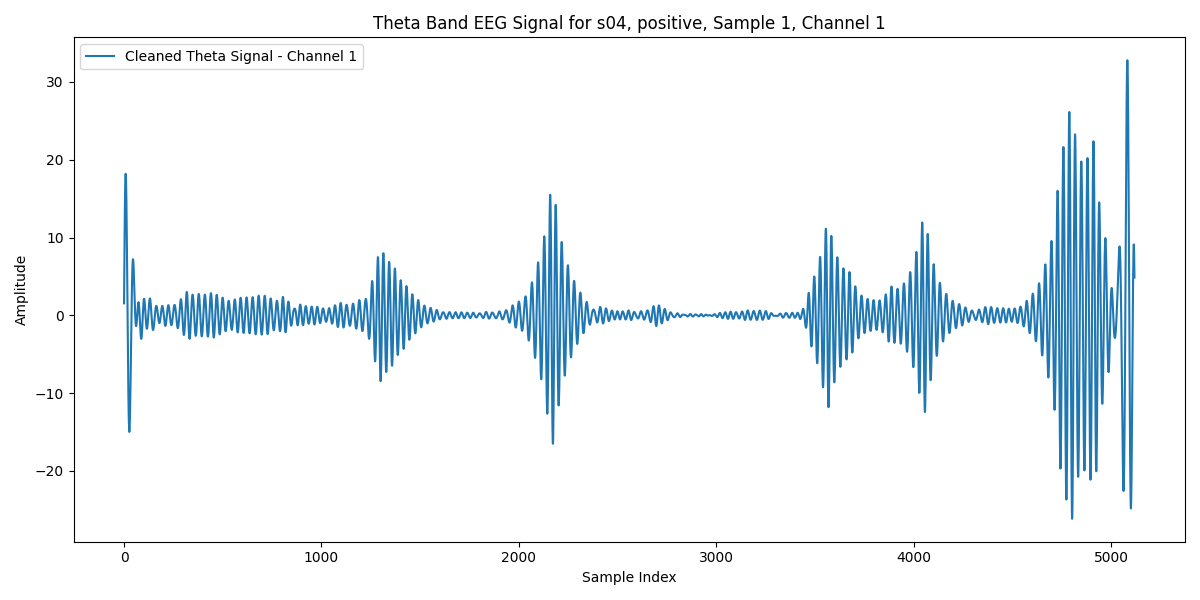 Theta Band EEG Signal for s04, positive, Sample 1, Channel 1
Cleaned Theta Signal - Channel 1
Amplitude
30
20
10
0
−10
−20
0 1000 2000 3000 4000 5000
Sample Index